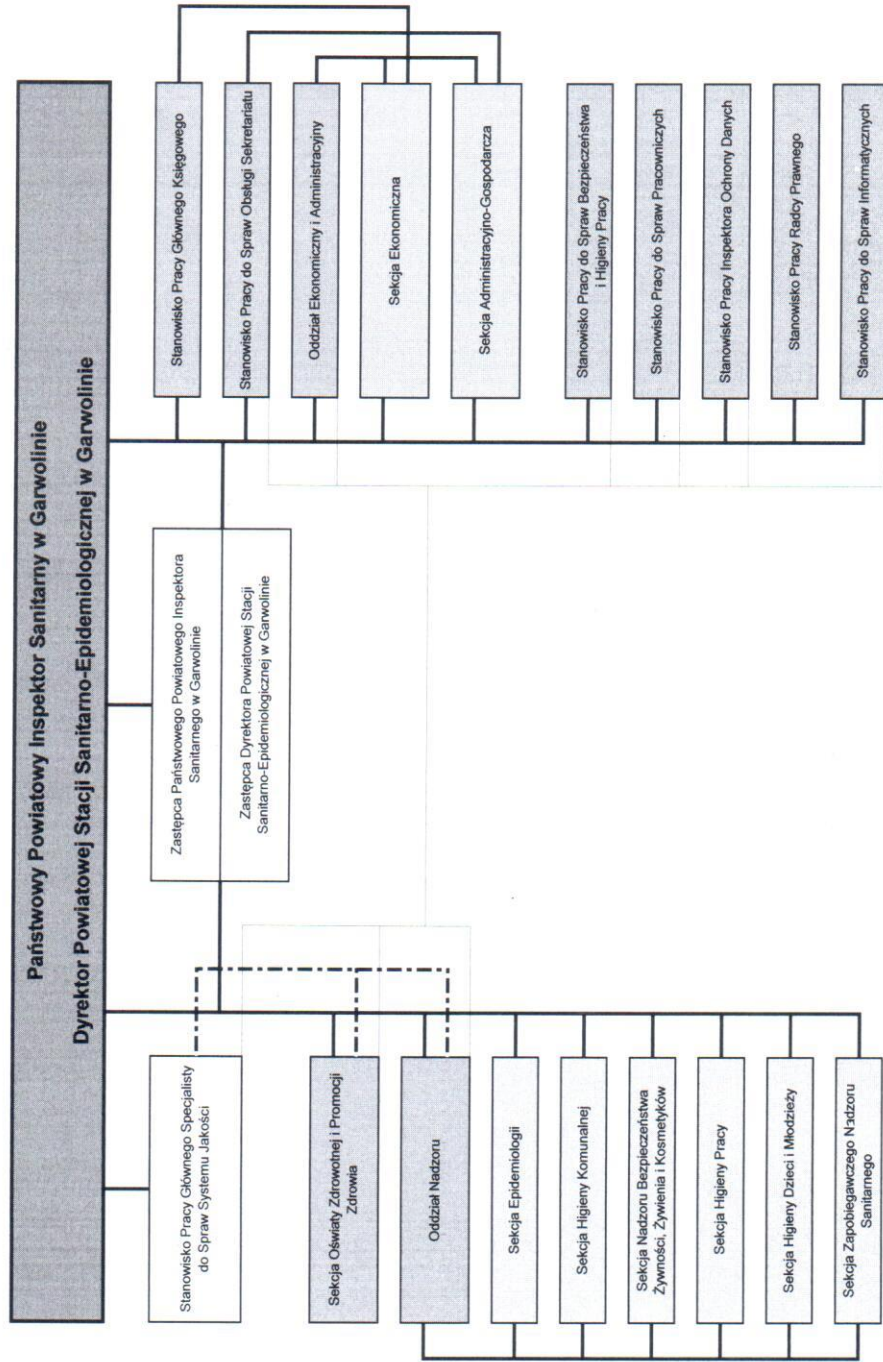 Państwowy Powiatowy Inspektor Sanitarny w Garwolinie
Dyrektor Powiatowej Stacji Sanitarno-Epidemiologicznej w Garwolinie
Stanowisko Pracy Głównego Specjalisty
do Spraw Systemu Jakości
Zastępca Państwowego Powiatowego Inspektora
Sanitarnego w Garwolinie
Zastępca Dyrektora Powiatowej Stacji
Sanitarno-Epidemiologicznej w Garwolinie
Sekcja Oświaty Zdrowotnej i Promocji
Zdrowia
Oddział Nadzoru
Sekcja Epidemiologii
Sekcja Higieny Komunalnej
Sekcja Nadzoru Bezpieczeństwa
Żywności, Żywienia i Kosmetyków
Sekcja Higieny Pracy
Sekcja Higieny Dzieci i Młodzieży
Sekcja Zapobiegawczego Nadzoru
Sanitarnego
Stanowisko Pracy Głównego Księgowego
Stanowisko Pracy do Spraw Obsługi Sekretariatu
Oddział Ekonomiczny i Administracyjny
Sekcja Ekonomiczna
Sekcja Administracyjno-Gospodarcza
Stanowisko Pracy do Spraw Bezpieczeństwa
i Higieny Pracy
Stanowisko Pracy do Spraw Pracowniczych
Stanowisko Pracy Inspektora Ochrony Danych
Stanowisko Pracy Radcy Prawnego
Stanowisko Pracy do Spraw Informatycznych